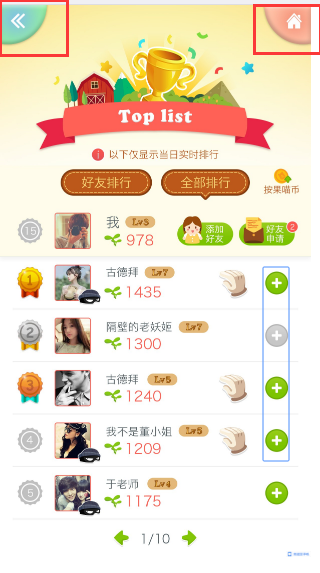 Top list
以下仅显示当日实时排行
好友排行
全部排行
按果喵币
15
我
Lv5
978
添加
好友
好友
申请
2
1
古德拜
Lv7
1435
2
隔壁的老妖姬
Lv7
1300
3
古德拜
Lv5
1240
4
我不是董小姐
Lv5
1209
5
于老师
Lv4
1175
1/10